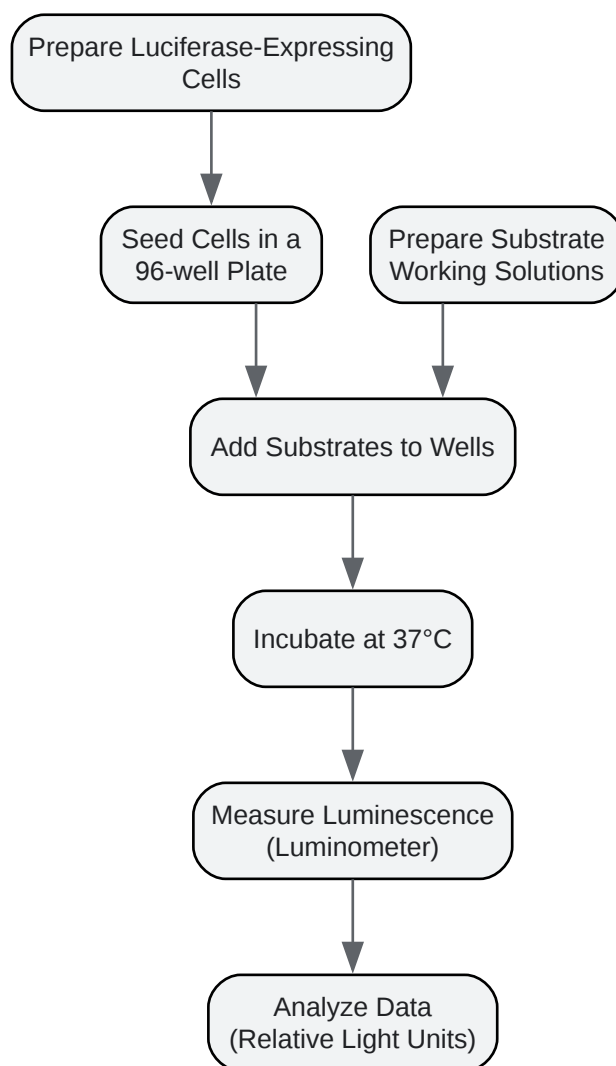 Prepare Luciferase-Expressing
Cells
Seed Cells in a
96-well Plate
Prepare Substrate
Working Solutions
Add Substrates to Wells
Incubate at 37°C
Measure Luminescence
(Luminometer)
Analyze Data
(Relative Light Units)